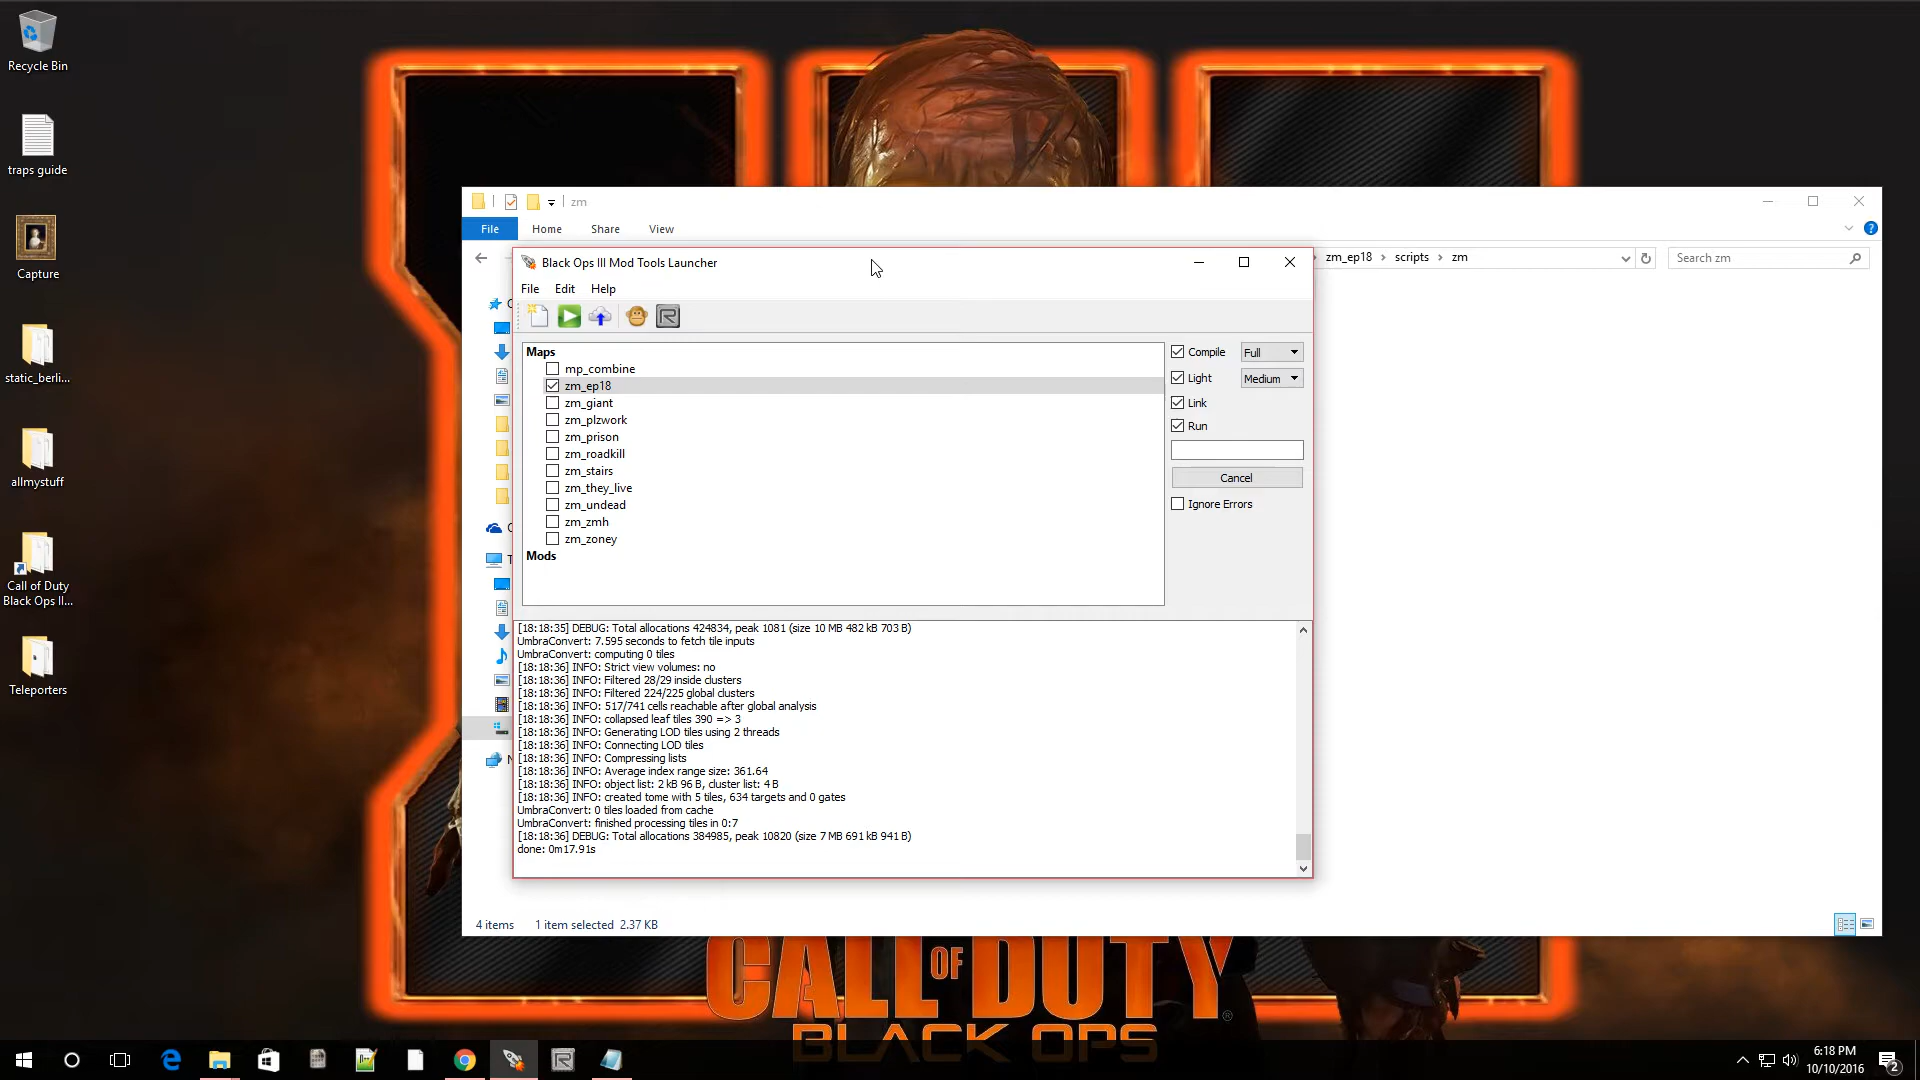 Recycle Bin
traps guide
Capture
static_berli...
allmystuff
Call of Duty
Black Ops II...
Teleporters
zm
File
Home
Share
View
zm_ep18
scripts
zm
Search zm
Black Ops III Mod Tools Launcher
File
Edit
Help
Maps
mp_combine
zm_ep18
zm_giant
zm_plzwork
zm_prison
zm_roadkill
zm_stairs
zm_they_live
zm_undead
zm_zmh
zm_zoney
Mods
Compile
Full
Light
Medium
Link
Run
Cancel
Ignore Errors
[18:18:35] DEBUG: Total allocations 424834, peak 1081 (size 10 MB 482 kB 703 B)
UmbraConvert: 7.595 seconds to fetch tile inputs
UmbraConvert: computing 0 tiles
[18:18:36] INFO: Strict view volumes: no
[18:18:36] INFO: Filtered 28/29 inside clusters
[18:18:36] INFO: Filtered 224/225 global clusters
[18:18:36] INFO: 517/741 cells reachable after global analysis
[18:18:36] INFO: collapsed leaf tiles 390 => 3
[18:18:36] INFO: Generating LOD tiles using 2 threads
[18:18:36] INFO: Connecting LOD tiles
[18:18:36] INFO: Compressing lists
[18:18:36] INFO: Average index range size: 361.64
[18:18:36] INFO: object list: 2 kB 96 B, cluster list: 4 B
[18:18:36] INFO: created tome with 5 tiles, 634 targets and 0 gates
UmbraConvert: 0 tiles loaded from cache
UmbraConvert: finished processing tiles in 0:7
[18:18:36] DEBUG: Total allocations 384985, peak 10820 (size 7 MB 691 kB 941 B)
done: 0m17.91s
4 items
1 item selected 2.37 KB
CALL OF DUTY
BLACK OPS
6:18 PM
10/10/2016
2